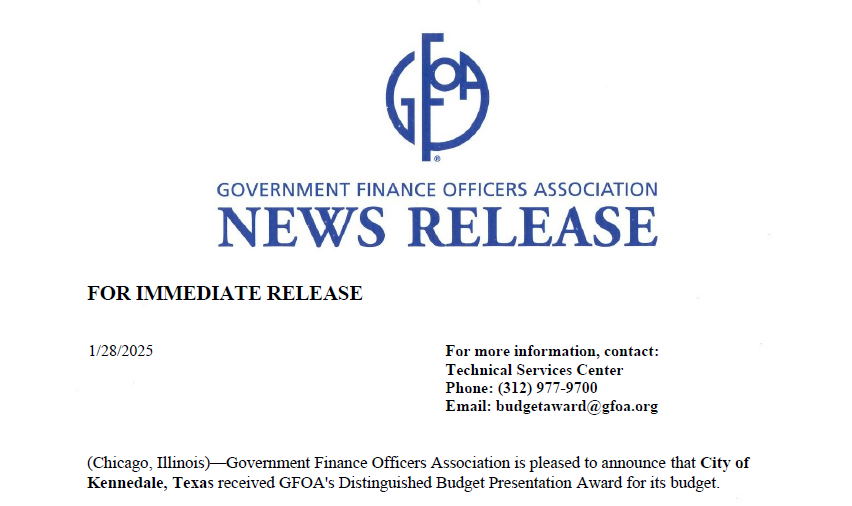 GFOA
®
GOVERNMENT FINANCE OFFICERS ASSOCIATION
NEWS RELEASE
FOR IMMEDIATE RELEASE
1/28/2025
For more information, contact:
Technical Services Center
Phone: (312) 977-9700
Email: budgetaward@gfoa.org
(Chicago, Illinois)—Government Finance Officers Association is pleased to announce that City of
Kennedale, Texas received GFOA's Distinguished Budget Presentation Award for its budget.